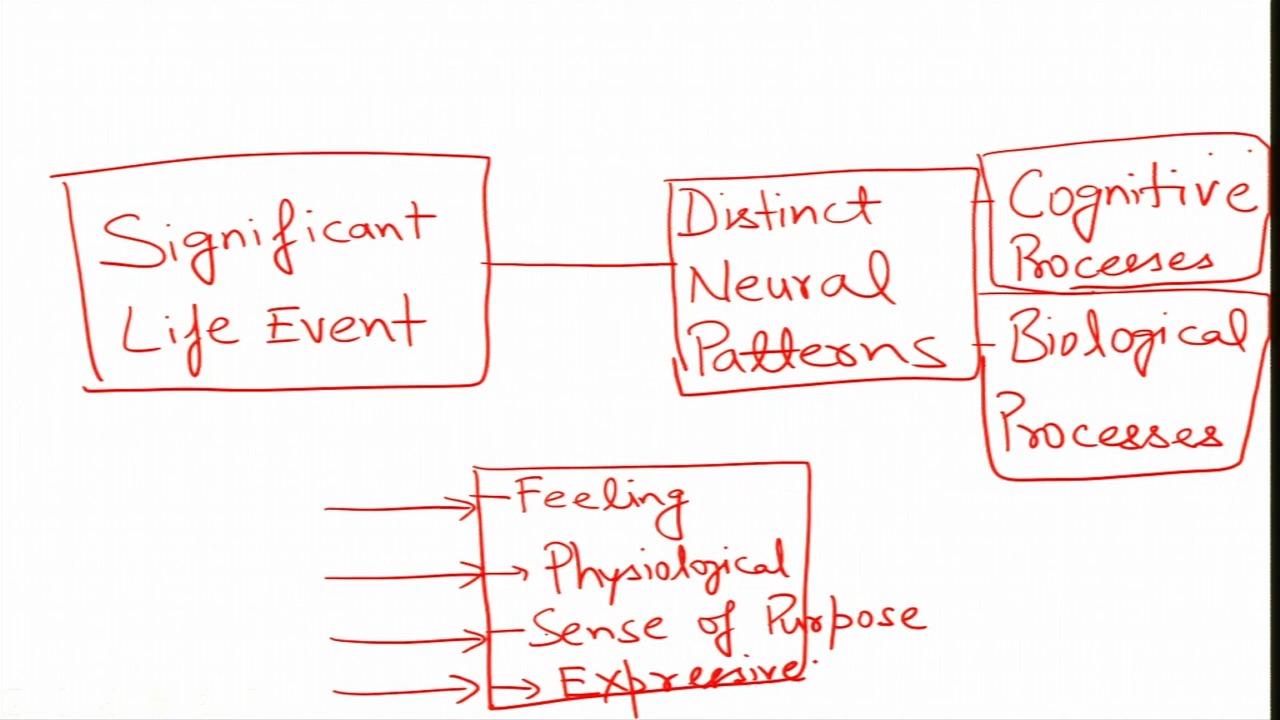 Significant
Life Event
Distinct
Neural
Patterns
Cognitive
Processes
Biological
Processes
Feeling
Physiological
Sense of Purpose
Expressive